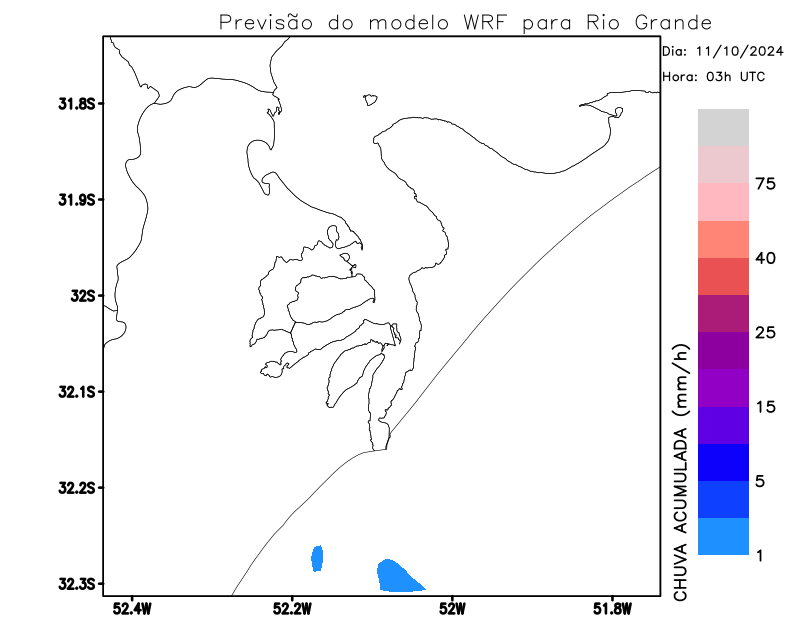 Previsão do modelo WRF para Rio Grande
Dia: 11/10/2024
Hora: 03h UTC
31.8S
31.9S
32S
32.1S
32.2S
32.3S
52.4W
52.2W
52W
51.8W
75
40
25
15
5
1
CHUVA ACUMULADA (mm/h)